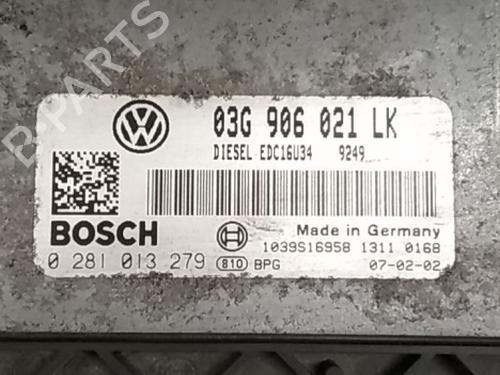 B-PARTS
03G 906 021 LK
DIESEL EDC16U34 9249
BOSCH
Made in Germany
1039S16958 1311 0168
0 281 013 279 810 BPG 07-02-02